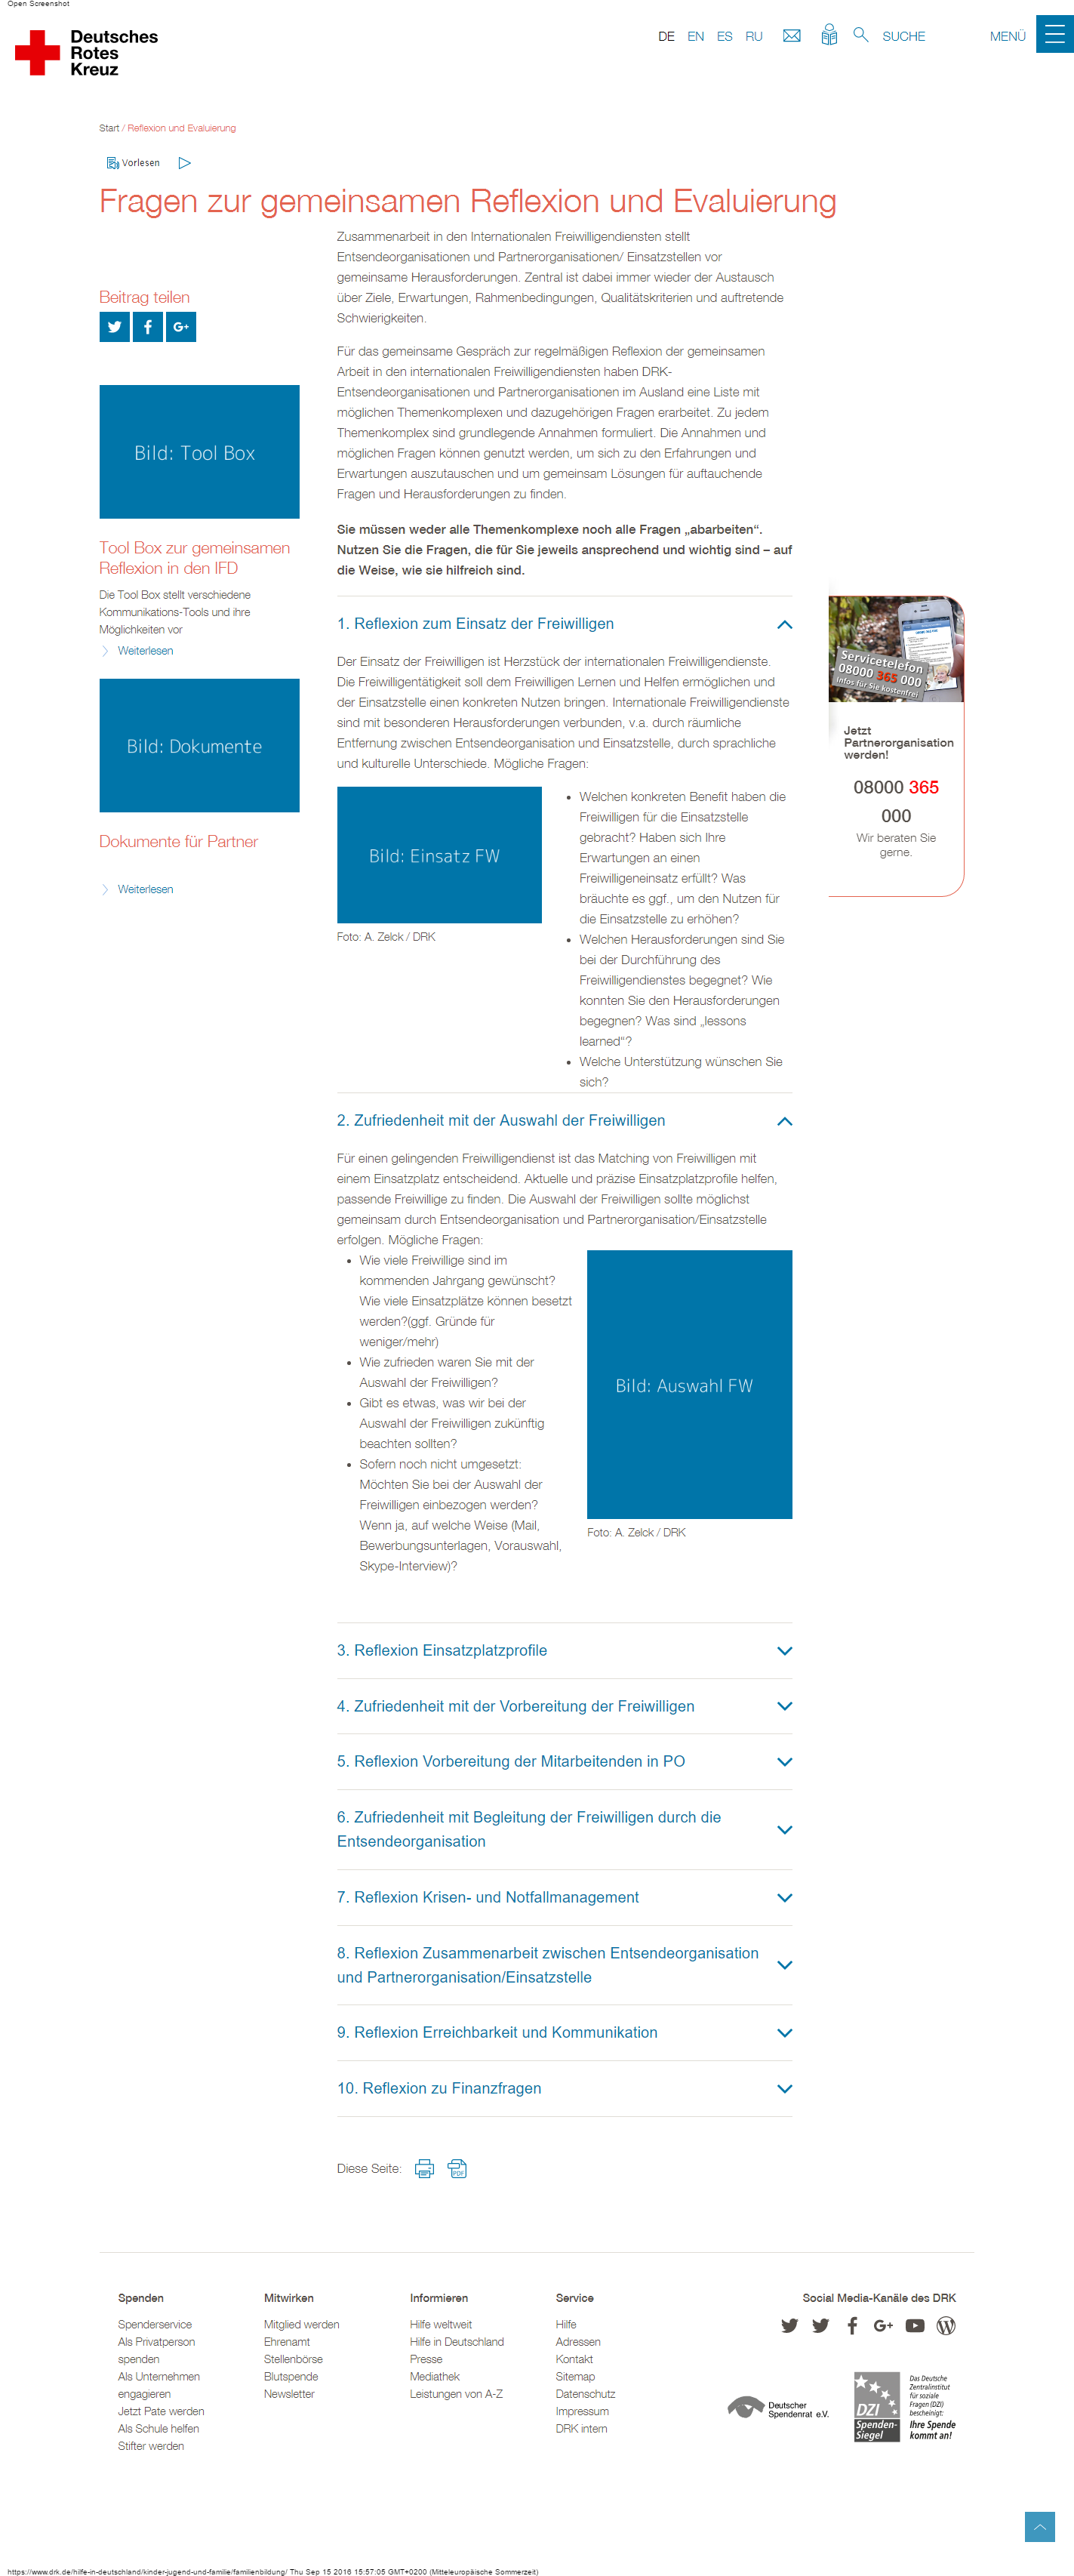 Open Screenshot
Deutsches
Rotes
Kreuz
DE EN ES RU SUCHE MENÜ
Start / Reflexion und Evaluierung
Vorlesen
Fragen zur gemeinsamen Reflexion und Evaluierung
Zusammenarbeit in den Internationalen Freiwilligendiensten stellt
Entsendeorganisationen und Partnerorganisationen/ Einsatzstellen vor
gemeinsame Herausforderungen. Zentral ist dabei immer wieder der Austausch
über Ziele, Erwartungen, Rahmenbedingungen, Qualitätskriterien und auftretende
Schwierigkeiten.
Für das gemeinsame Gespräch zur regelmäßigen Reflexion der gemeinsamen
Arbeit in den internationalen Freiwilligendiensten haben DRK-
Entsendeorganisationen und Partnerorganisationen im Ausland eine Liste mit
möglichen Themenkomplexen und dazugehörigen Fragen erarbeitet. Zu jedem
Themenkomplex sind grundlegende Annahmen formuliert. Die Annahmen und
möglichen Fragen können genutzt werden, um sich zu den Erfahrungen und
Erwartungen auszutauschen und um gemeinsam Lösungen für auftauchende
Fragen und Herausforderungen zu finden.
Sie müssen weder alle Themenkomplexe noch alle Fragen „abarbeiten“.
Nutzen Sie die Fragen, die für Sie jeweils ansprechend und wichtig sind – auf
die Weise, wie sie hilfreich sind.
Beitrag teilen
Bild: Tool Box
Tool Box zur gemeinsamen
Reflexion in den IFD
Die Tool Box stellt verschiedene
Kommunikations-Tools und ihre
Möglichkeiten vor
Weiterlesen
Bild: Dokumente
Dokumente für Partner
Weiterlesen
1. Reflexion zum Einsatz der Freiwilligen
Der Einsatz der Freiwilligen ist Herzstück der internationalen Freiwilligendienste.
Die Freiwilligentätigkeit soll dem Freiwilligen Lernen und Helfen ermöglichen und
der Einsatzstelle einen konkreten Nutzen bringen. Internationale Freiwilligendienste
sind mit besonderen Herausforderungen verbunden, v.a. durch räumliche
Entfernung zwischen Entsendeorganisation und Einsatzstelle, durch sprachliche
und kulturelle Unterschiede. Mögliche Fragen:
Bild: Einsatz FW
Foto: A. Zelck / DRK
• Welchen konkreten Benefit haben die
Freiwilligen für die Einsatzstelle
gebracht? Haben sich Ihre
Erwartungen an einen
Freiwilligeneinsatz erfüllt? Was
bräuchte es ggf., um den Nutzen für
die Einsatzstelle zu erhöhen?
• Welchen Herausforderungen sind Sie
bei der Durchführung des
Freiwilligendienstes begegnet? Wie
konnten Sie den Herausforderungen
begegnen? Was sind „lessons
learned“?
• Welche Unterstützung wünschen Sie
sich?
Servicetelefon
08000 365 000
Infos für Sie kostenfrei
Jetzt
Partnerorganisation
werden!
08000 365
000
Wir beraten Sie
gerne.
2. Zufriedenheit mit der Auswahl der Freiwilligen
Für einen gelingenden Freiwilligendienst ist das Matching von Freiwilligen mit
einem Einsatzplatz entscheidend. Aktuelle und präzise Einsatzplatzprofile helfen,
passende Freiwillige zu finden. Die Auswahl der Freiwilligen sollte möglichst
gemeinsam durch Entsendeorganisation und Partnerorganisation/Einsatzstelle
erfolgen. Mögliche Fragen:
• Wie viele Freiwillige sind im
kommenden Jahrgang gewünscht?
Wie viele Einsatzplätze können besetzt
werden?(ggf. Gründe für
weniger/mehr)
• Wie zufrieden waren Sie mit der
Auswahl der Freiwilligen?
• Gibt es etwas, was wir bei der
Auswahl der Freiwilligen zukünftig
beachten sollten?
• Sofern noch nicht umgesetzt:
Möchten Sie bei der Auswahl der
Freiwilligen einbezogen werden?
Wenn ja, auf welche Weise (Mail,
Bewerbungsunterlagen, Vorauswahl,
Skype-Interview)?
Bild: Auswahl FW
Foto: A. Zelck / DRK
3. Reflexion Einsatzplatzprofile
4. Zufriedenheit mit der Vorbereitung der Freiwilligen
5. Reflexion Vorbereitung der Mitarbeitenden in PO
6. Zufriedenheit mit Begleitung der Freiwilligen durch die
Entsendeorganisation
7. Reflexion Krisen- und Notfallmanagement
8. Reflexion Zusammenarbeit zwischen Entsendeorganisation
und Partnerorganisation/Einsatzstelle
9. Reflexion Erreichbarkeit und Kommunikation
10. Reflexion zu Finanzfragen
Diese Seite: PDF
Spenden
Spenderservice
Als Privatperson
spenden
Als Unternehmen
engagieren
Jetzt Pate werden
Als Schule helfen
Stifter werden
Mitwirken
Mitglied werden
Ehrenamt
Stellenbörse
Blutspende
Newsletter
Informieren
Hilfe weltweit
Hilfe in Deutschland
Presse
Mediathek
Leistungen von A-Z
Service
Hilfe
Adressen
Kontakt
Sitemap
Datenschutz
Impressum
DRK intern
Social Media-Kanäle des DRK
Deutscher
Spendenrat e.V.
DZI
Spenden-
Siegel
Das Deutsche
Zentralinstitut
für soziale
Fragen (DZI)
bescheinigt:
Ihre Spende
kommt an!
https://www.drk.de/hilfe-in-deutschland/kinder-jugend-und-familie/familienbildung/ Thu Sep 15 2016 15:57:05 GMT+0200 (Mitteleuropäische Sommerzeit)